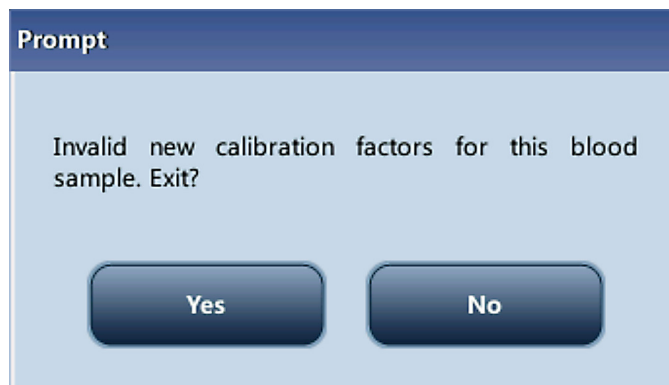 Prompt
Invalid new calibration factors for this blood
sample. Exit?
Yes
No